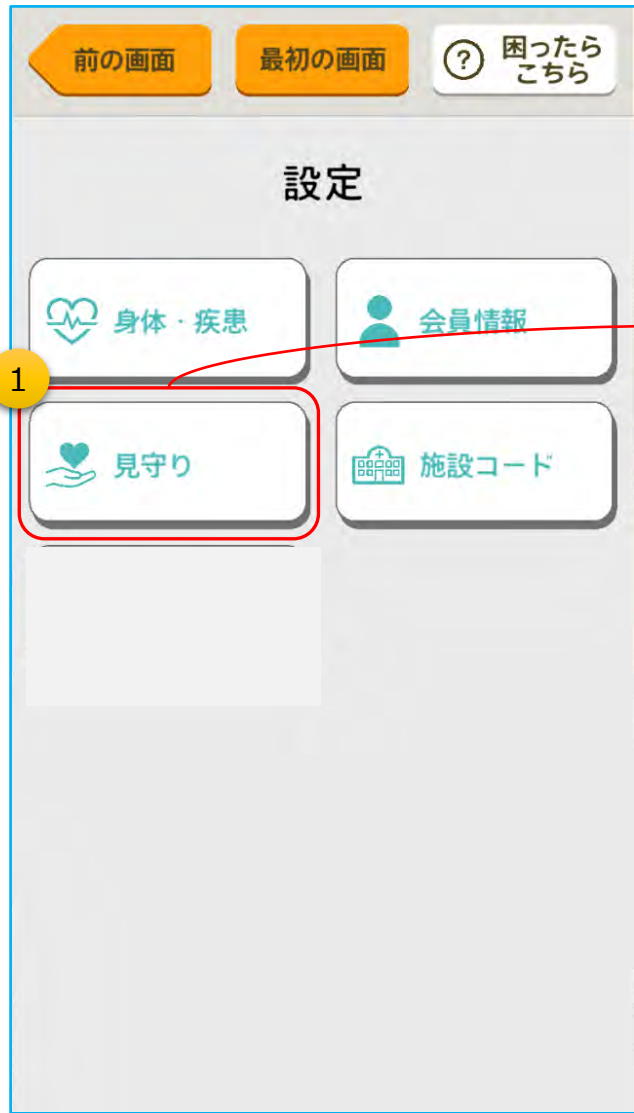 前の画面
最初の画面
? 困ったら
こちら
設定
身体・疾患
会員情報
1
見守り
施設コード